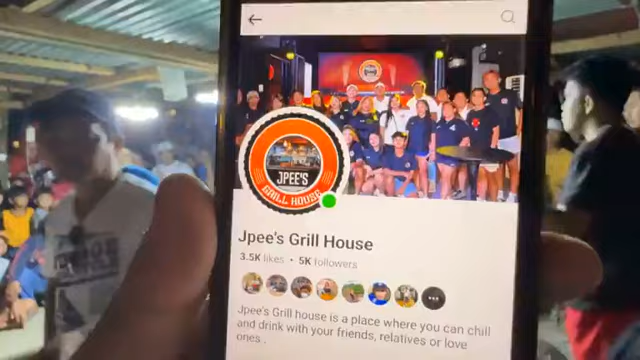 JPEE'S
GRILL HOUSE
Jpee's Grill House
3.5K likes • 5K followers
Jpee's Grill house is a place where you can chill
and drink with your friends, relatives or love
ones .